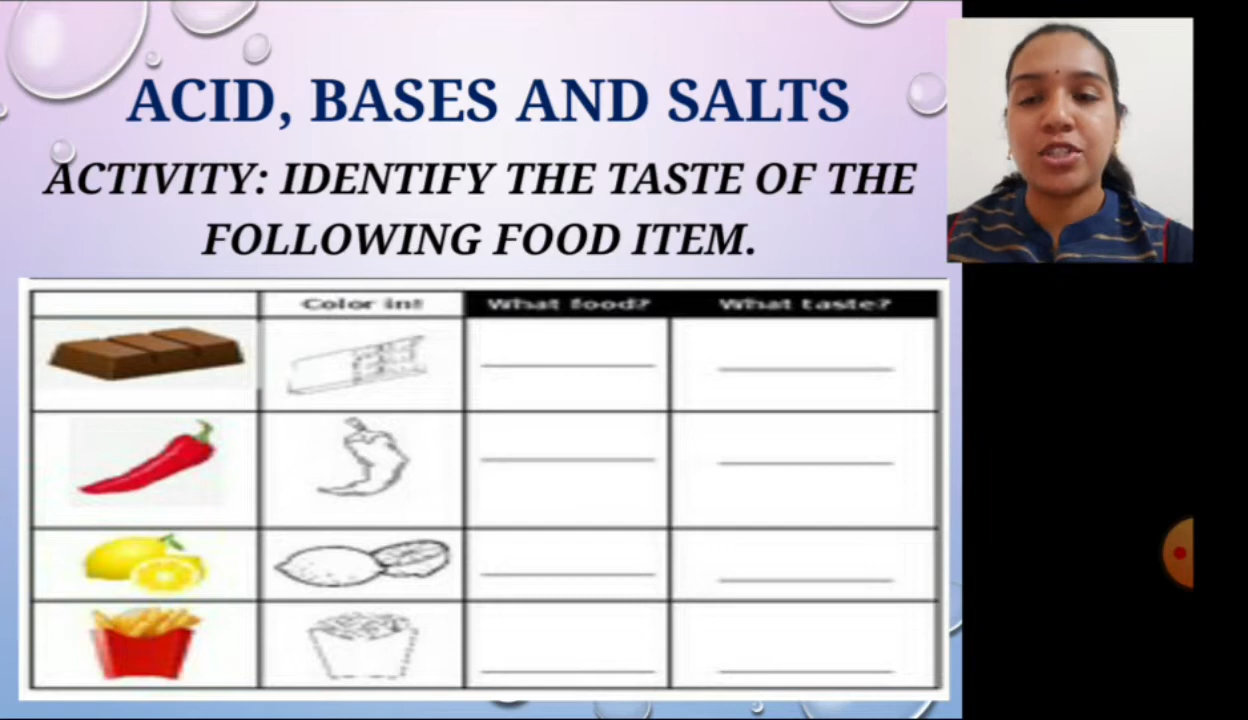 ACID, BASES AND SALTS
ACTIVITY: IDENTIFY THE TASTE OF THE
FOLLOWING FOOD ITEM.
Color in! What food? What taste?